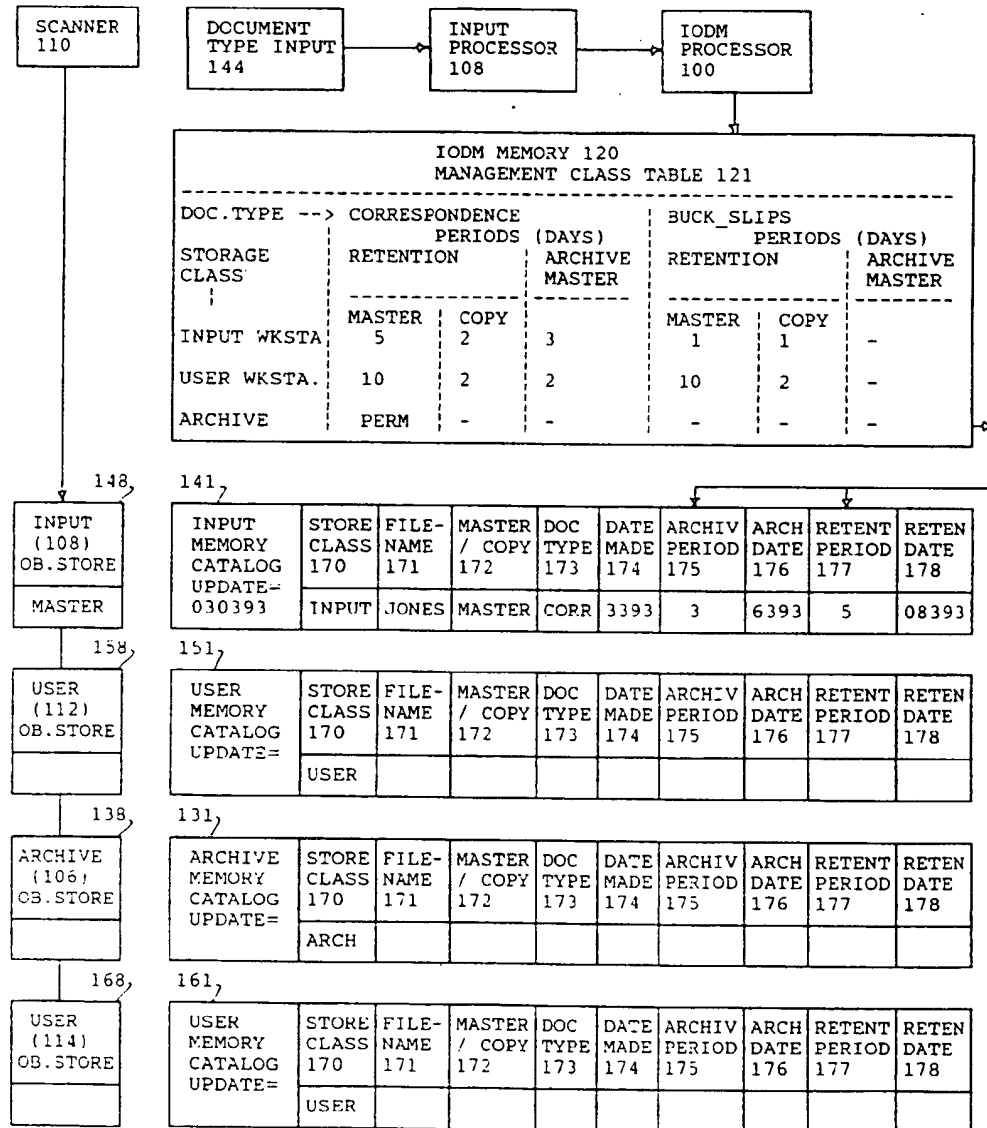 SCANNER
110
DOCUMENT
TYPE INPUT
144
INPUT
PROCESSOR
108
IODM
PROCESSOR
100
IODM MEMORY 120
MANAGEMENT CLASS TABLE 121
DOC.TYPE --> CORRESPONDENCE BUCK_SLIPS
PERIODS (DAYS) PERIODS (DAYS)
STORAGE RETENTION ARCHIVE RETENTION ARCHIVE
CLASS MASTER MASTER
MASTER COPY MASTER COPY
INPUT WKSTA 5 2 3 1 1 -
USER WKSTA. 10 2 2 10 2 -
ARCHIVE PERM - - - - -
148
141
INPUT
(108)
OB.STORE
MASTER
INPUT
MEMORY
CATALOG
UPDATE=
030393
STORE FILE- MASTER DOC DATE ARCHIV ARCH RETENT RETEN
CLASS NAME / COPY TYPE MADE PERIOD DATE PERIOD DATE
170 171 172 173 174 175 176 177 178
INPUT JONES MASTER CORR 3393 3 6393 5 08393
158
151
USER
(112)
OB.STORE
USER
MEMORY
CATALOG
UPDATE=
STORE FILE- MASTER DOC DATE ARCHIV ARCH RETENT RETEN
CLASS NAME / COPY TYPE MADE PERIOD DATE PERIOD DATE
170 171 172 173 174 175 176 177 178
USER
138
131
ARCHIVE
(106)
OB.STORE
ARCHIVE
MEMORY
CATALOG
UPDATE=
STORE FILE- MASTER DOC DATE ARCHIV ARCH RETENT RETEN
CLASS NAME / COPY TYPE MADE PERIOD DATE PERIOD DATE
170 171 172 173 174 175 176 177 178
ARCH
168
161
USER
(114)
OB.STORE
USER
MEMORY
CATALOG
UPDATE=
STORE FILE- MASTER DOC DATE ARCHIV ARCH RETENT RETEN
CLASS NAME / COPY TYPE MADE PERIOD DATE PERIOD DATE
170 171 172 173 174 175 176 177 178
USER